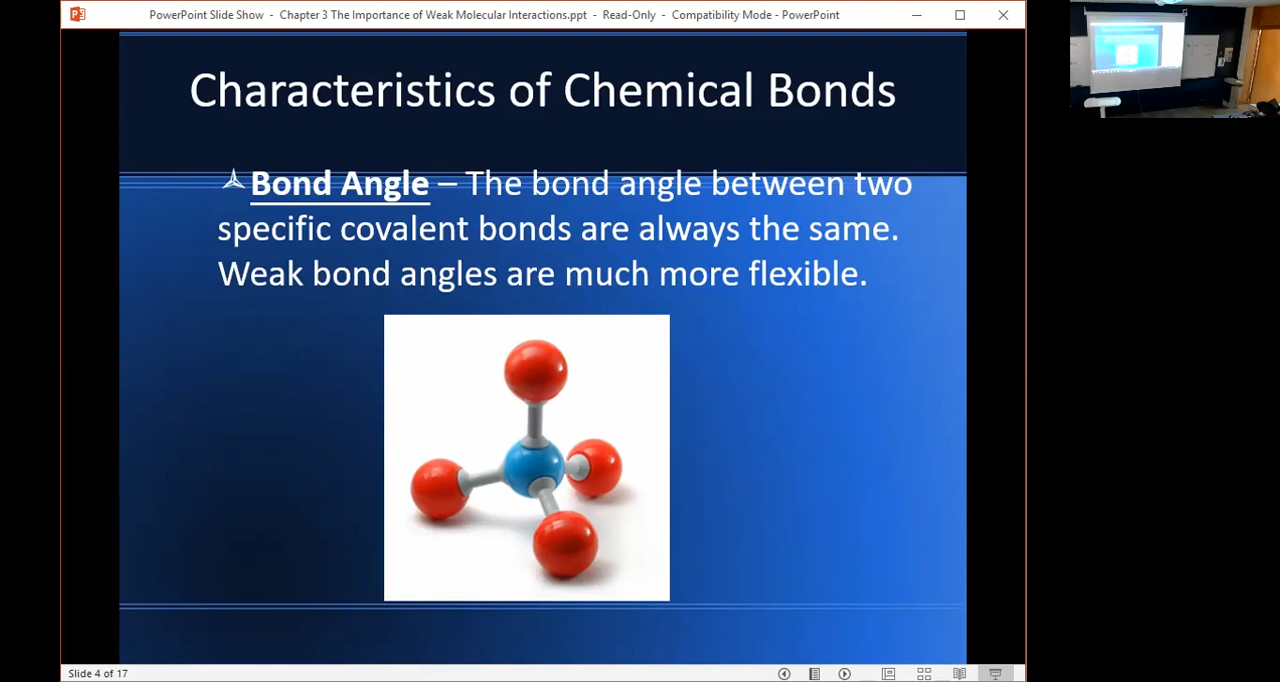 PowerPoint Slide Show - Chapter 3 The Importance of Weak Molecular Interactions.ppt - Read-Only - Compatibility Mode - PowerPoint
Characteristics of Chemical Bonds
Bond Angle – The bond angle between two
specific covalent bonds are always the same.
Weak bond angles are much more flexible.
Slide 4 of 17